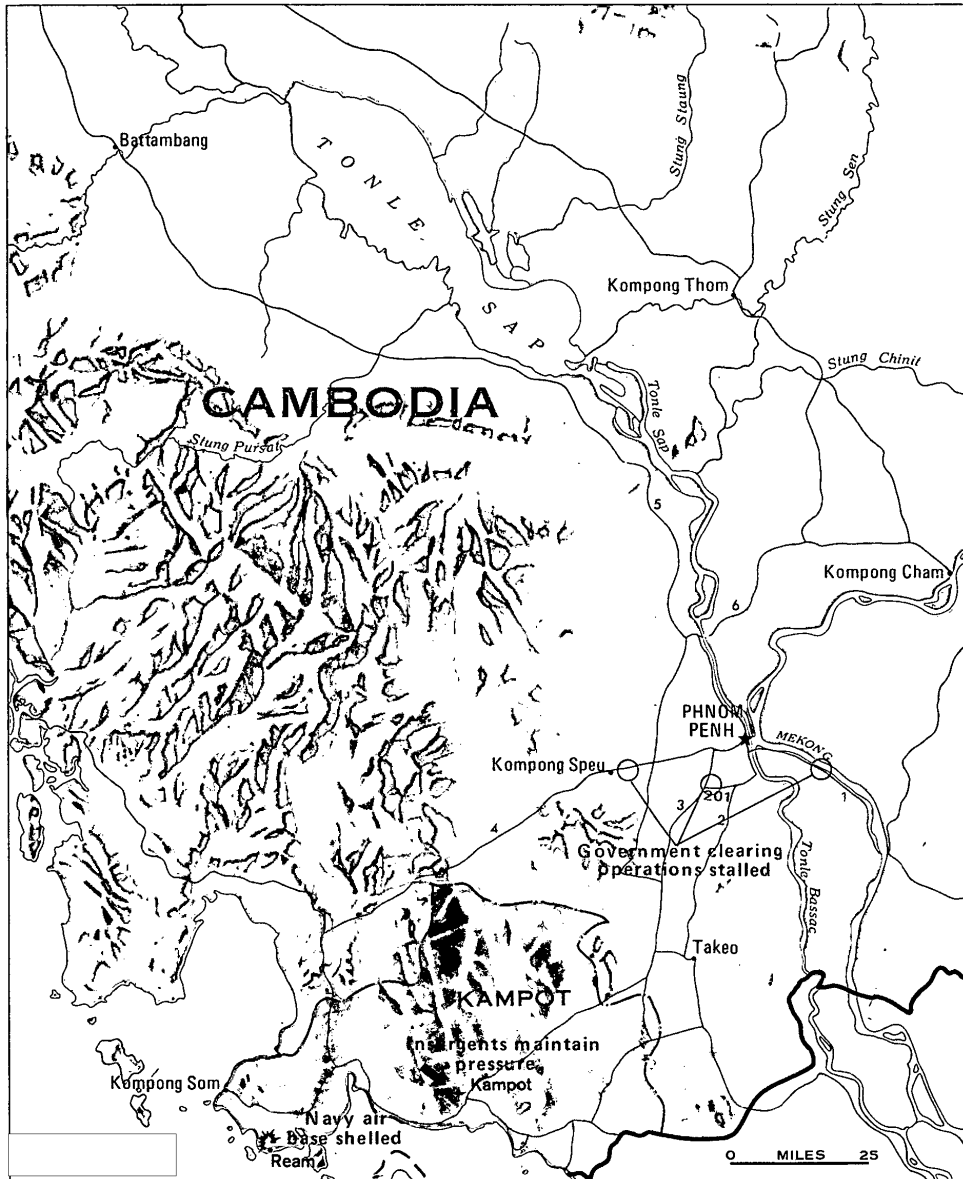 Stung Staung
Stung Sen
Battambang
TONLE SAP
Kompong Thom
Stung Chinit
Tonle Sap
CAMBODIA
Stung Pursat
5
Kompong Cham
6
PHNOM
PENH
MEKONG
Kompong Speu
201
3
2
1
4
Government clearing
operations stalled
Tonle Bassac
Takeo
KAMPOT
Insurgents maintain
pressure
Kampot
Kompong Som
Navy air
base shelled
Ream
0 MILES 25